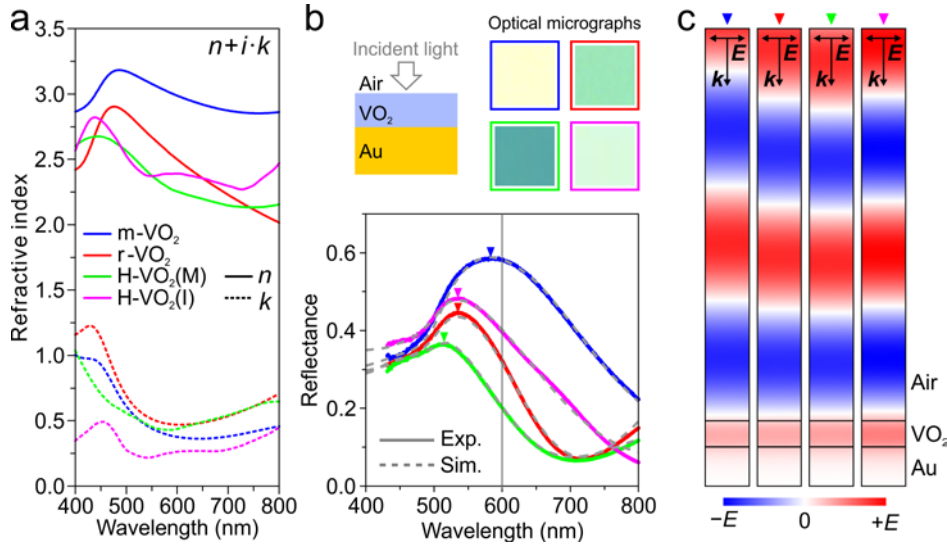 a
n+i·k
Refractive index
3.5
3.0
2.5
2.0
1.5
1.0
0.5
0.0
m-VO₂
r-VO₂
H-VO₂(M)
H-VO₂(I)
n
k
400 500 600 700 800
Wavelength (nm)
b
Incident light
Air
VO₂
Au
Optical micrographs
Reflectance
0.6
0.4
0.2
0.0
Exp.
Sim.
400 500 600 700 800
Wavelength (nm)
c
E E E E
k k k k
Air
VO₂
Au
−E 0 +E